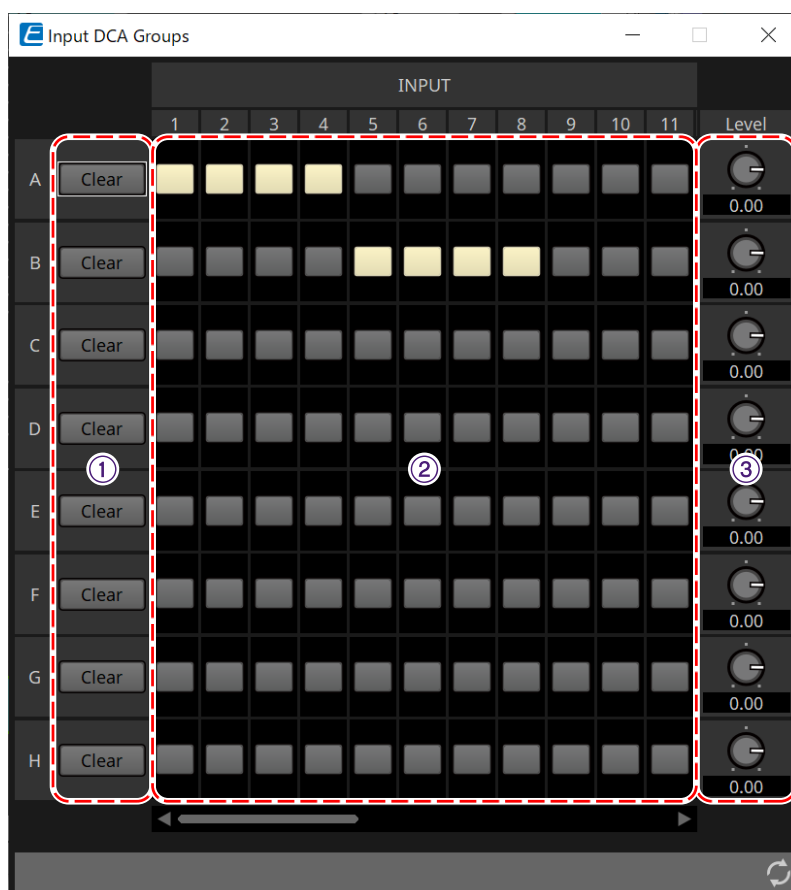 Input DCA Groups
INPUT
1 2 3 4 5 6 7 8 9 10 11 Level
A Clear 0.00
B Clear 0.00
C Clear 0.00
D Clear 0.00
① ② ③
E Clear 0.00
F Clear 0.00
G Clear 0.00
H Clear 0.00